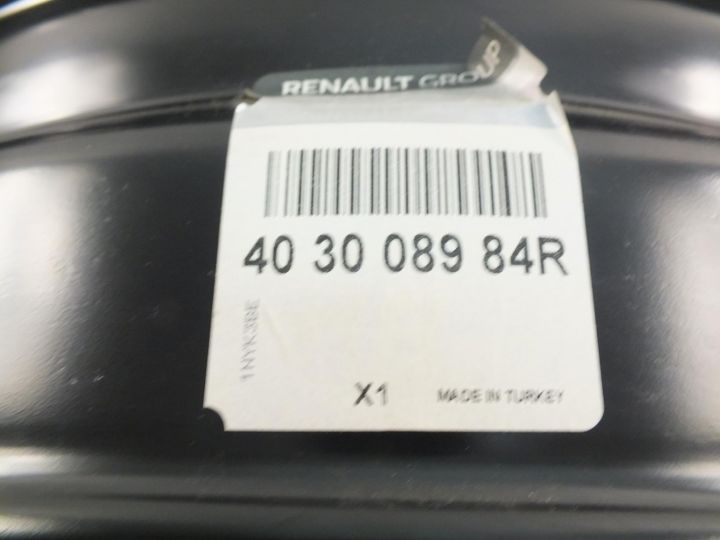 RENAULT GROUP
40 30 089 84R
1NYK3BE
X1
MADE IN TURKEY